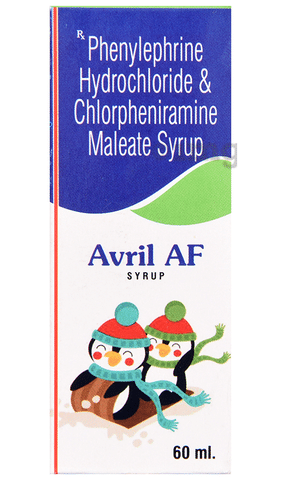 Rx Phenylephrine
Hydrochloride &
Chlorpheniramine
Maleate Syrup
Avril AF
SYRUP
60 ml.